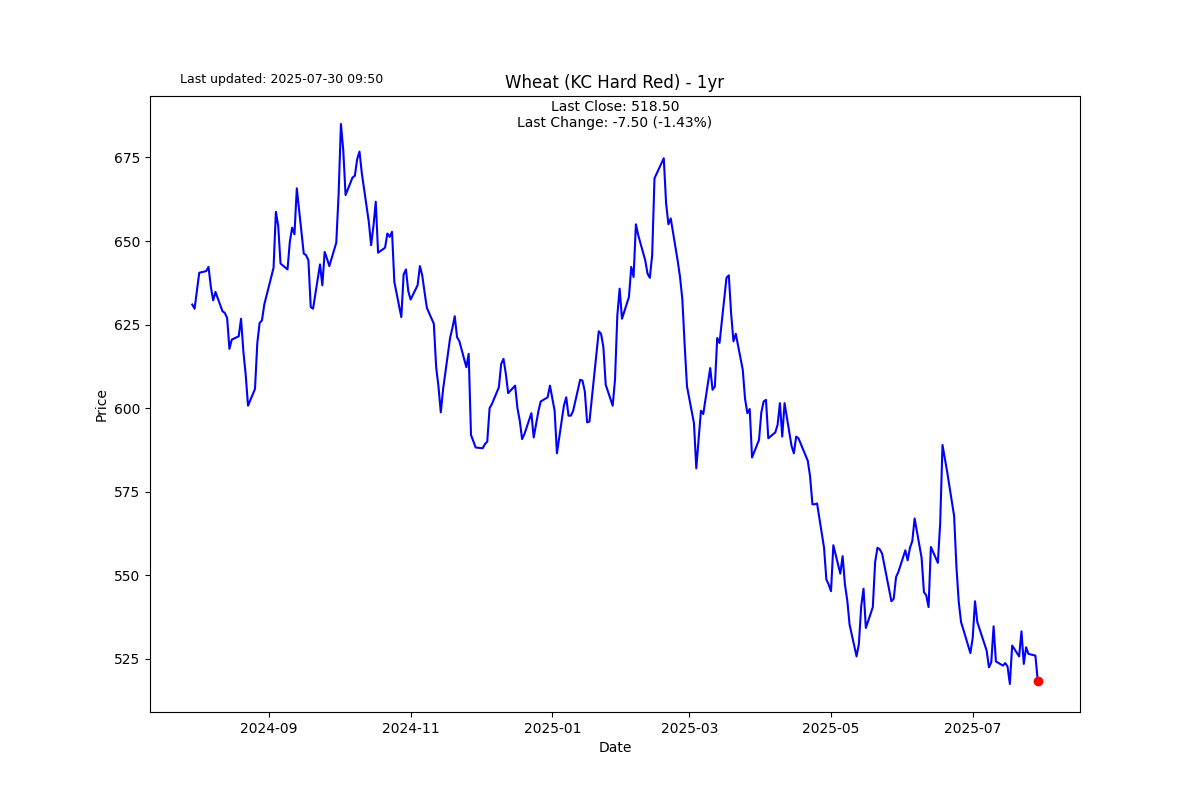 Last updated: 2025-07-30 09:50
Wheat (KC Hard Red) - 1yr
Last Close: 518.50
Last Change: -7.50 (-1.43%)
Price
675
650
625
600
575
550
525
2024-09
2024-11
2025-01
2025-03
2025-05
2025-07
Date